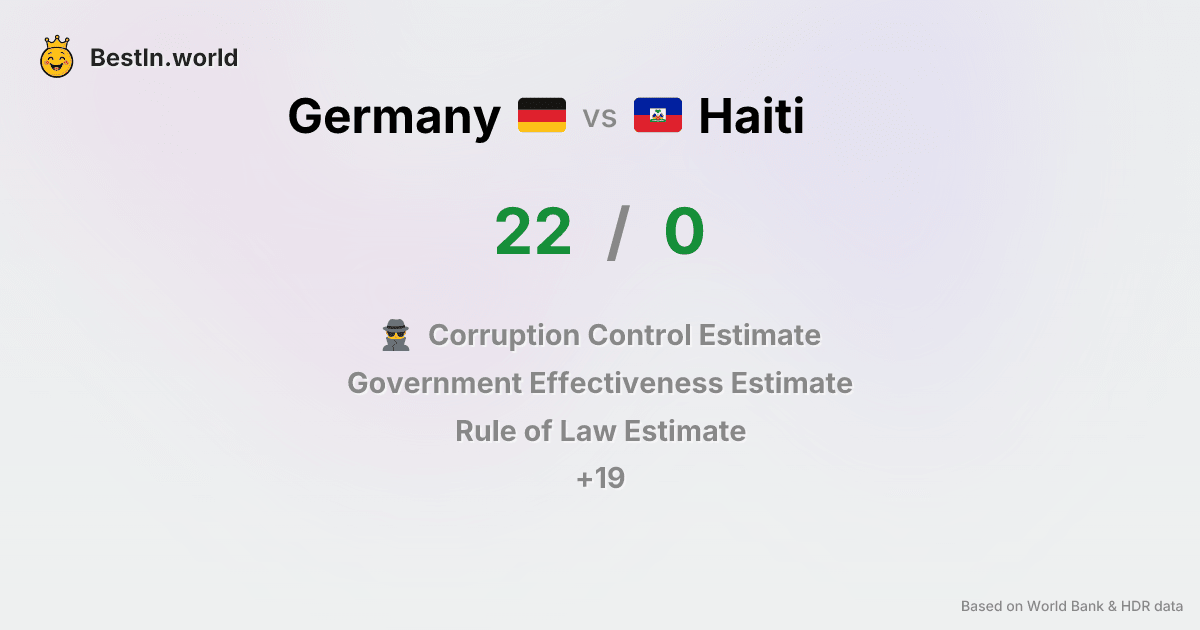 BestIn.world
Germany vs Haiti
22 / 0
Corruption Control Estimate
Government Effectiveness Estimate
Rule of Law Estimate
+19
Based on World Bank & HDR data